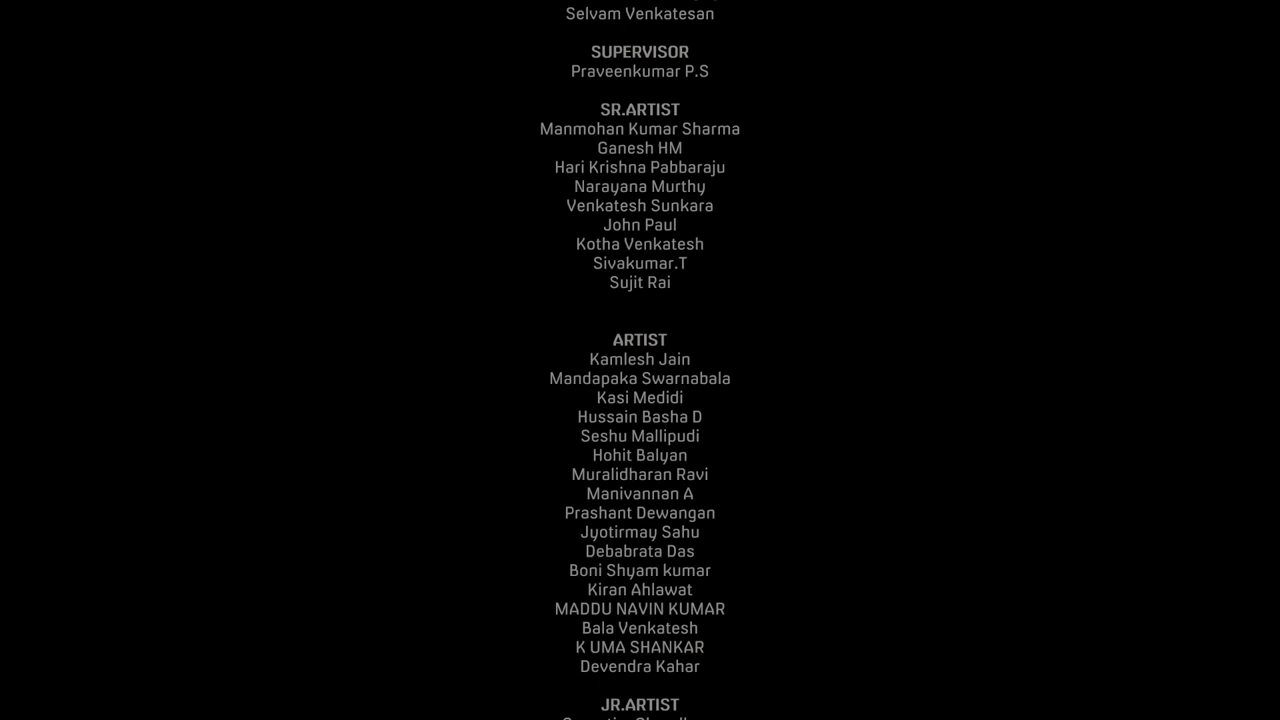 Selvam Venkatesan
SUPERVISOR
Praveenkumar P.S
SR.ARTIST
Manmohan Kumar Sharma
Ganesh HM
Hari Krishna Pabbaraju
Narayana Murthy
Venkatesh Sunkara
John Paul
Kotha Venkatesh
Sivakumar.T
Sujit Rai
ARTIST
Kamlesh Jain
Mandapaka Swarnabala
Kasi Medidi
Hussain Basha D
Seshu Mallipudi
Hohit Balyan
Muralidharan Ravi
Manivannan A
Prashant Dewangan
Jyotirmay Sahu
Debabrata Das
Boni Shyam kumar
Kiran Ahlawat
MADDU NAVIN KUMAR
Bala Venkatesh
K UMA SHANKAR
Devendra Kahar
JR.ARTIST